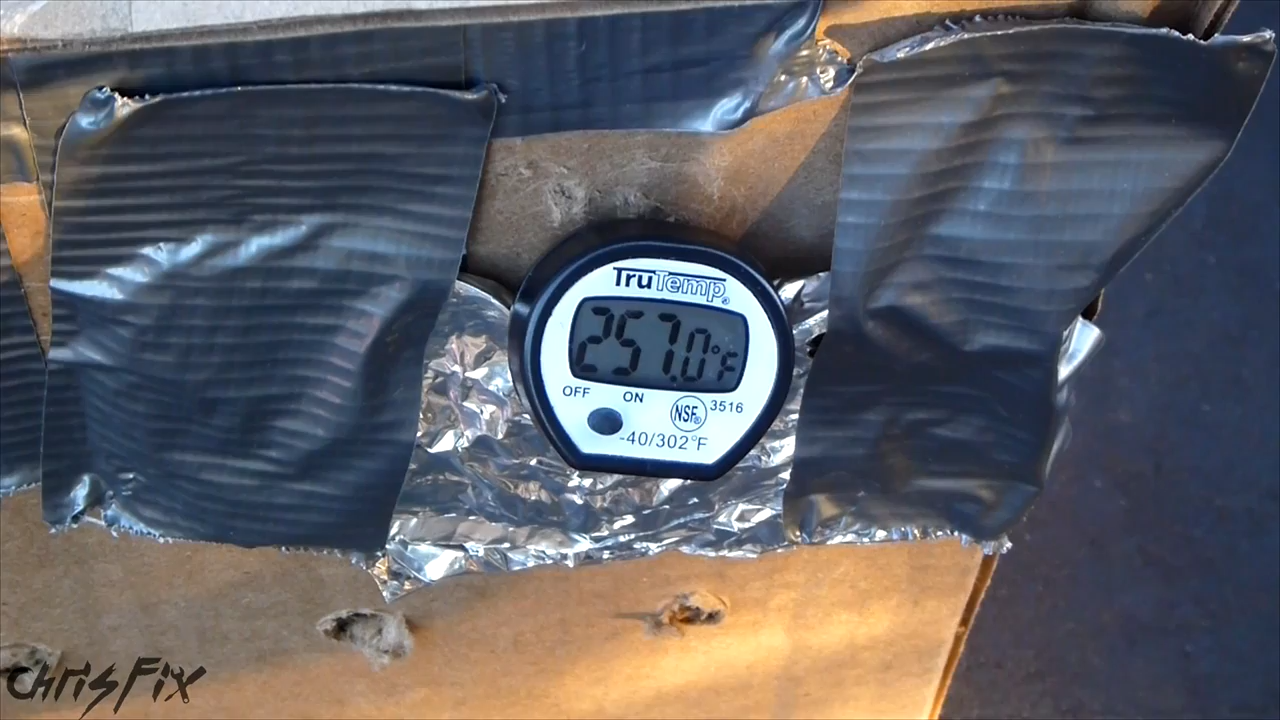 TruTemp®
257.0°F
OFF ON
NSF® 3516
-40/302°F
ChrisFix